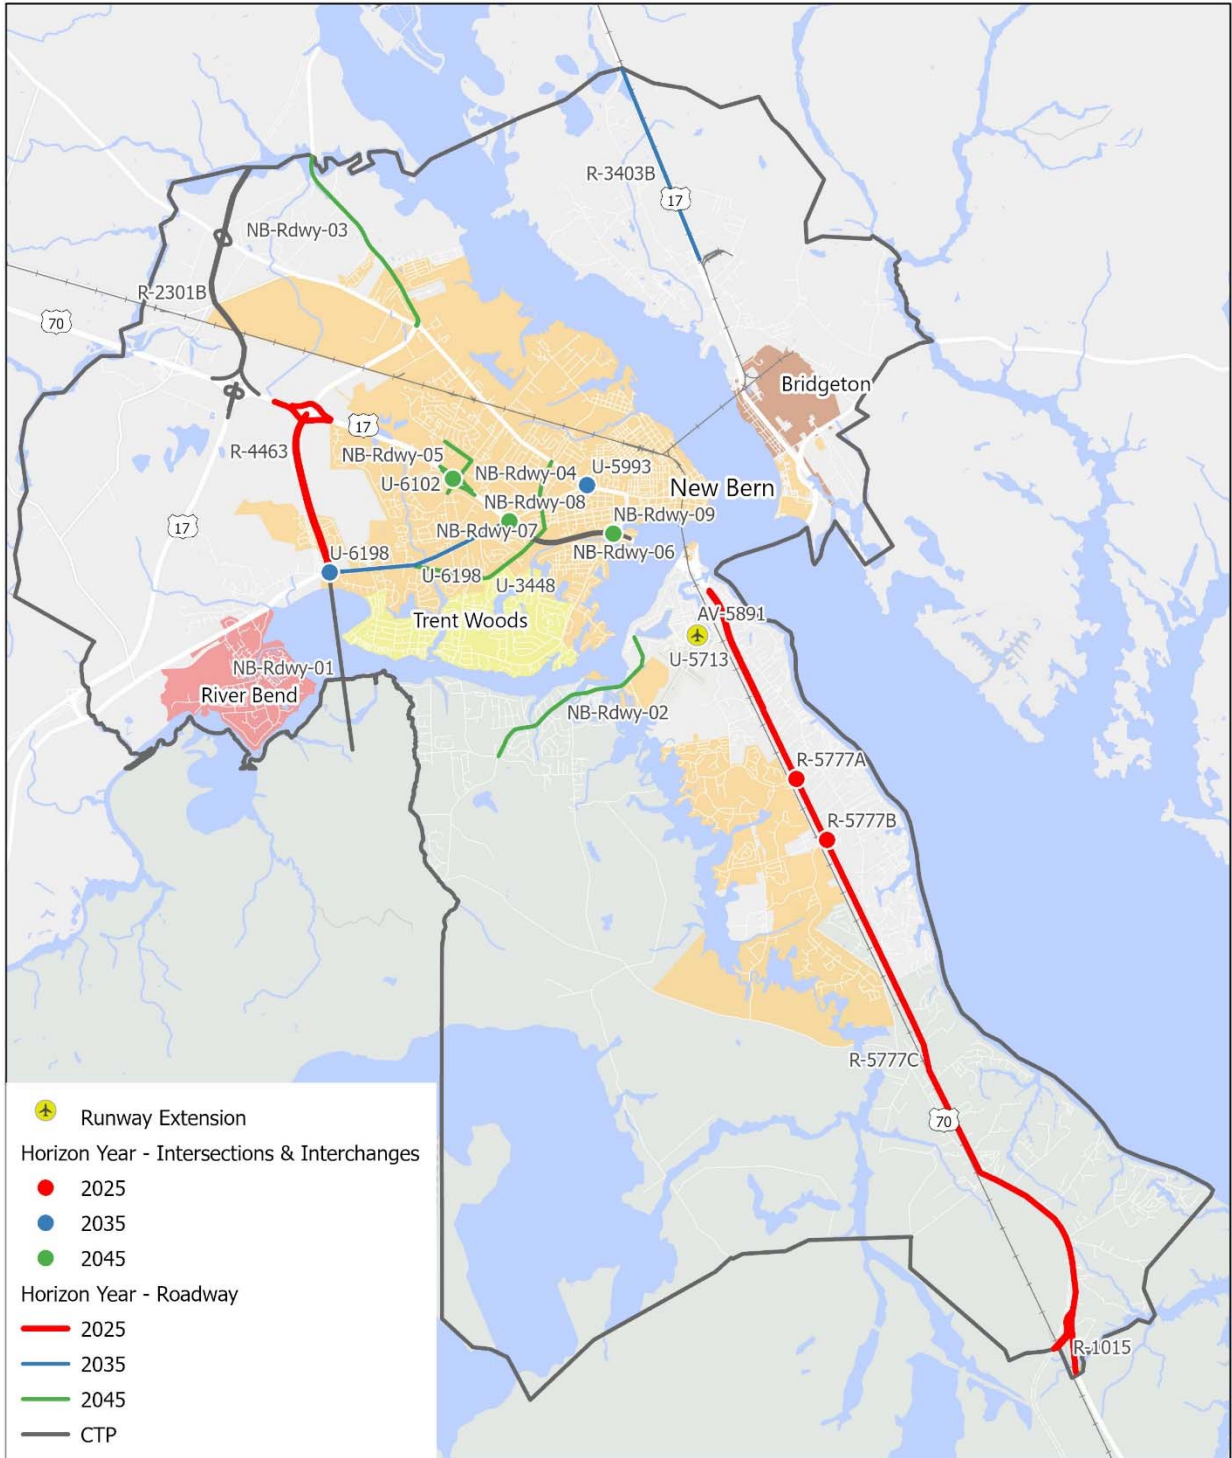 R-3403B
17
NB-Rdwy-03
R-2301B
70
Bridgeton
17
R-4463
NB-Rdwy-05
NB-Rdwy-04
U-5993
U-6102
New Bern
NB-Rdwy-08
NB-Rdwy-09
17
NB-Rdwy-07
NB-Rdwy-06
U-6198
U-6198
U-3448
AV-5891
Trent Woods
U-5713
NB-Rdwy-01
River Bend
NB-Rdwy-02
R-5777A
R-5777B
R-5777C
70
R-1015
Runway Extension
Horizon Year - Intersections & Interchanges
2025
2035
2045
Horizon Year - Roadway
2025
2035
2045
CTP